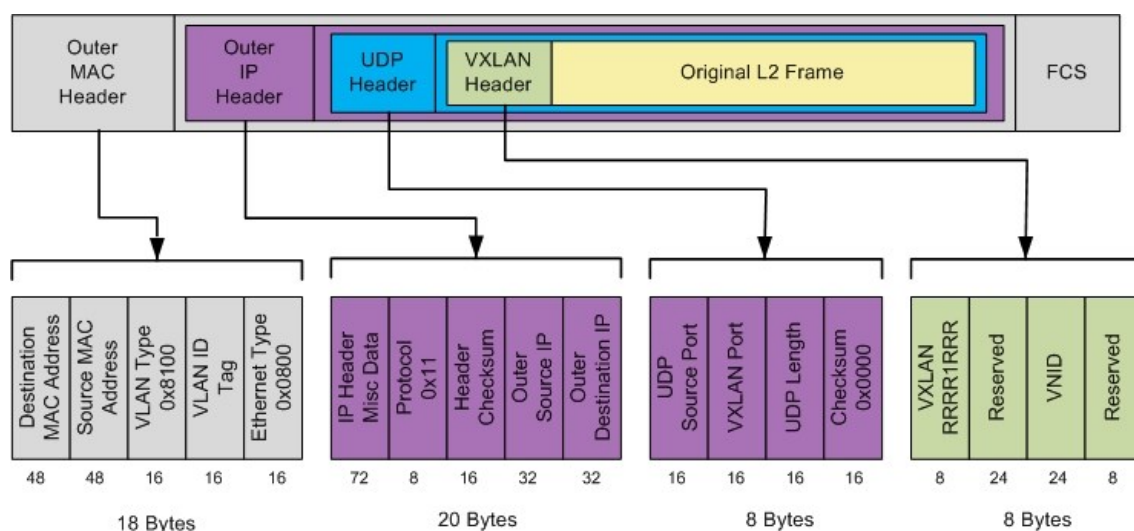 Outer
MAC
Header
Outer
IP
Header
UDP
Header
VXLAN
Header
Original L2 Frame
FCS
Destination
MAC Address
Source MAC
Address
VLAN Type
0x8100
VLAN ID
Tag
Ethernet Type
0x0800
IP Header
Misc Data
Protocol
0x11
Header
Checksum
Outer
Source IP
Outer
Destination IP
UDP
Source Port
VXLAN Port
UDP Length
Checksum
0x0000
VXLAN
RRRR1RRR
Reserved
VNID
Reserved
48 48 16 16 16
72 8 16 32 32
16 16 16 16
8 24 24 8
18 Bytes
20 Bytes
8 Bytes
8 Bytes